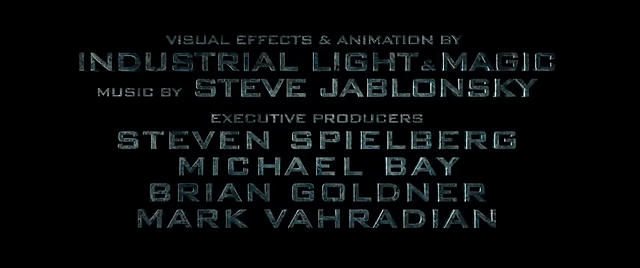 VISUAL EFFECTS & ANIMATION BY
INDUSTRIAL LIGHT & MAGIC
MUSIC BY STEVE JABLONSKY
EXECUTIVE PRODUCERS
STEVEN SPIELBERG
MICHAEL BAY
BRIAN GOLDNER
MARK VAHRADIAN